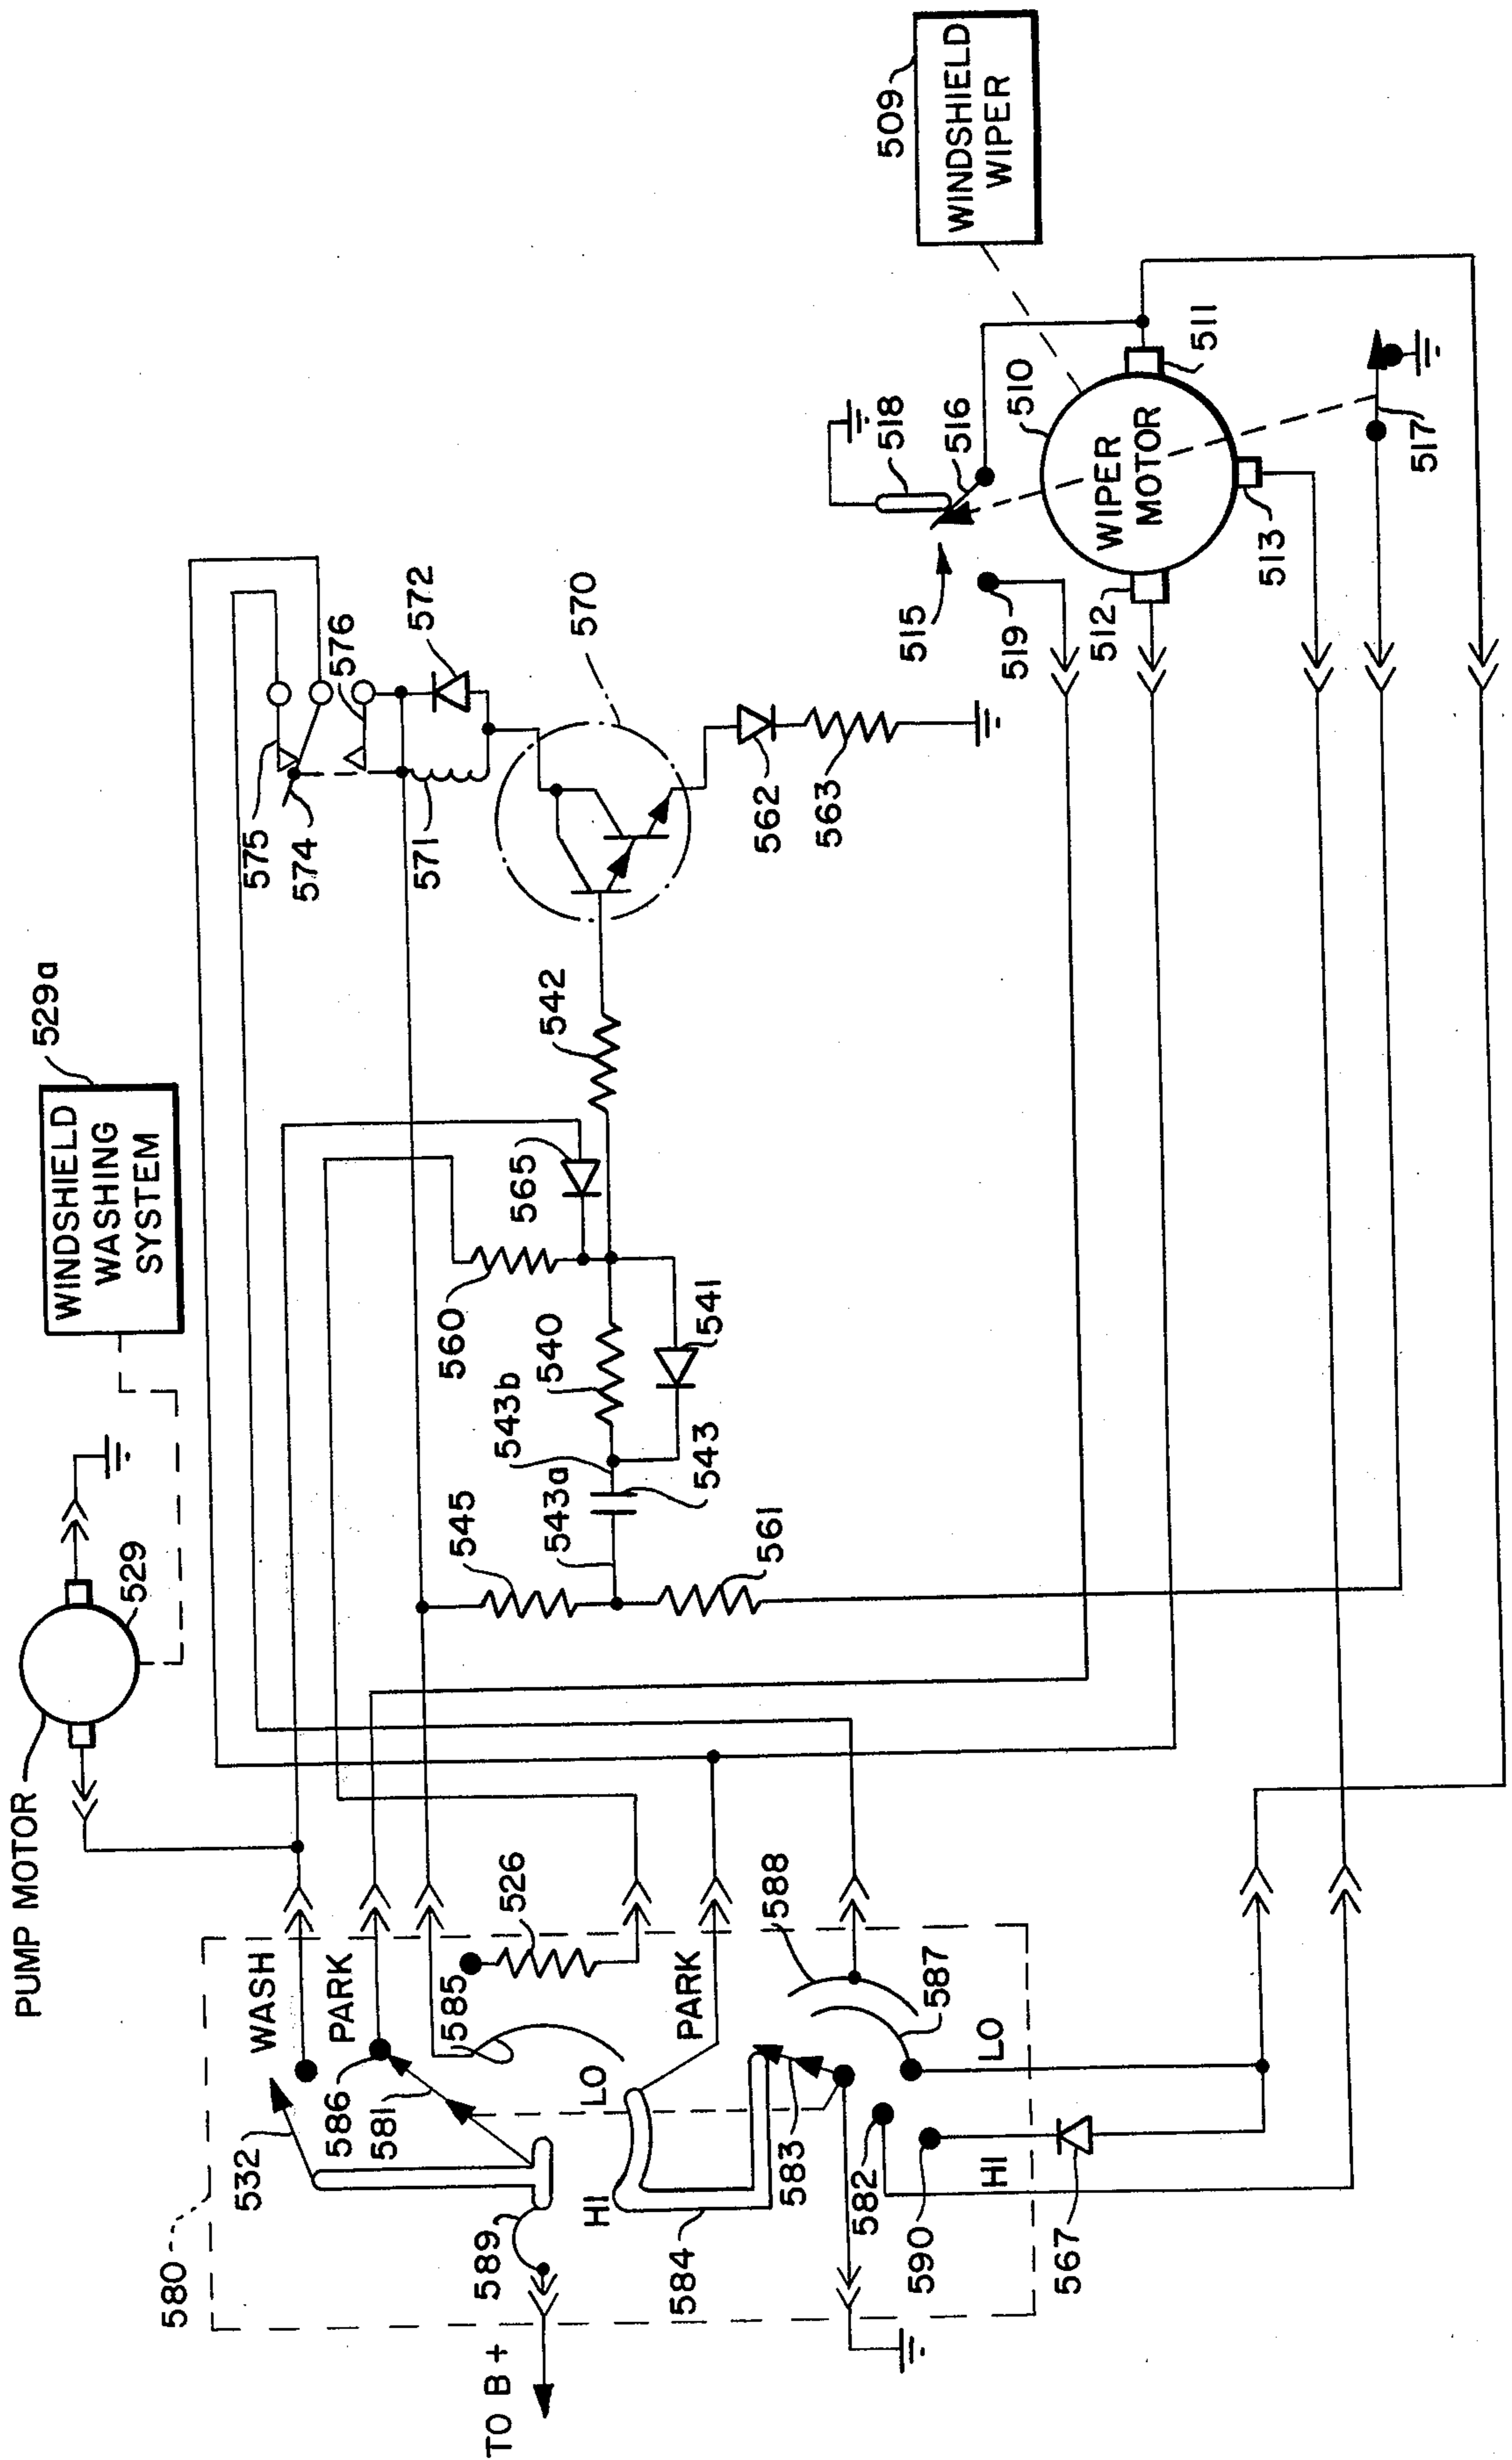 PUMP MOTOR
529
WINDSHIELD
WASHING
SYSTEM
529a
580
532
WASH
586
PARK
581
585
526
589
TO B +
HI
LO
584
PARK
583
588
582
590
587
HI
LO
567
545
543a
543b
543
561
560
540
541
565
542
575
574
576
571
572
570
562
563
515
519
518
516
512
510
WIPER
MOTOR
511
513
517
509
WINDSHIELD
WIPER